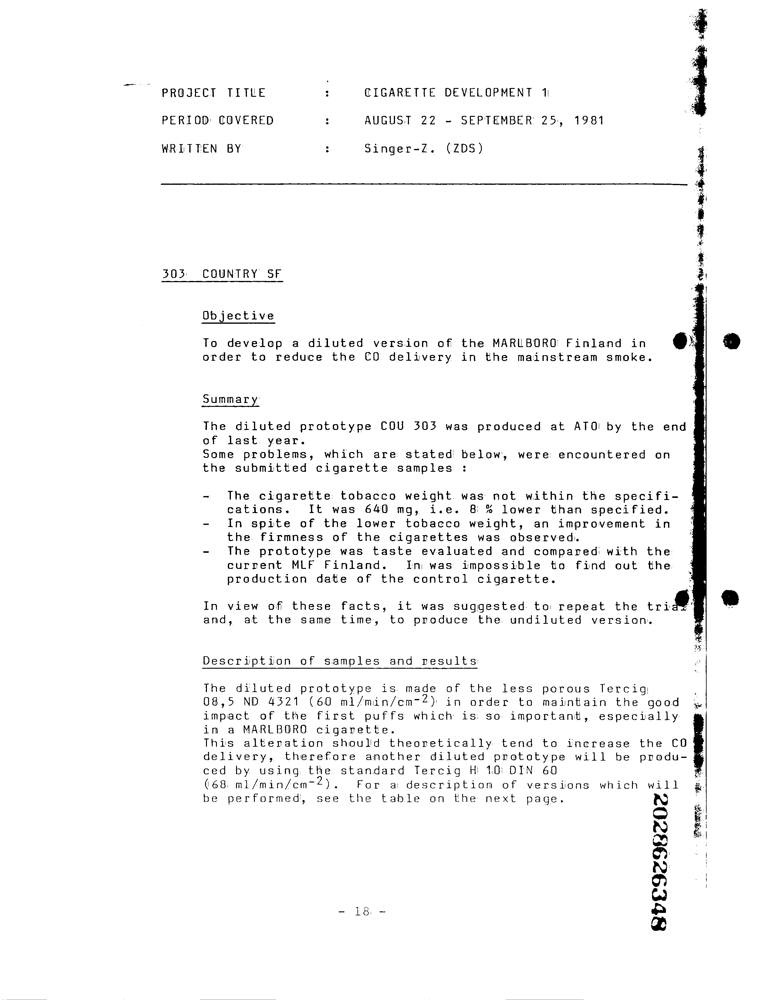 PROJECT TITLE : CIGARETTE DEVELOPMENT 1
PERIOD COVERED : AUGUST 22 - SEPTEMBER 25, 1981
WRITTEN BY : Singer-Z. (ZDS)
303 COUNTRY SF
Objective
To develop a diluted version of the MARLBORO Finland in
order to reduce the CO delivery in the mainstream smoke.
Summary
The diluted prototype COU 303 was produced at ATO by the end
of last year.
Some problems, which are stated below, were encountered on
the submitted cigarette samples :
- The cigarette tobacco weight was not within the specifi-
cations. It was 640 mg, i.e. 8 % lower than specified.
- In spite of the lower tobacco weight, an improvement in
the firmness of the cigarettes was observed.
- The prototype was taste evaluated and compared with the
current MLF Finland. In was impossible to find out the
production date of the control cigarette.
In view of these facts, it was suggested to repeat the trial
and, at the same time, to produce the undiluted version.
Description of samples and results
The diluted prototype is made of the less porous Tercig
08,5 ND 4321 (60 ml/min/cm-2) in order to maintain the good
impact of the first puffs which is so important, especially
in a MARLBORO cigarette.
This alteration should theoretically tend to increase the CO
delivery, therefore another diluted prototype will be produ-
ced by using the standard Tercig H 10 DIN 60
(68 ml/min/cm-2). For a description of versions which will
be performed, see the table on the next page.
- 18 -
2028626348